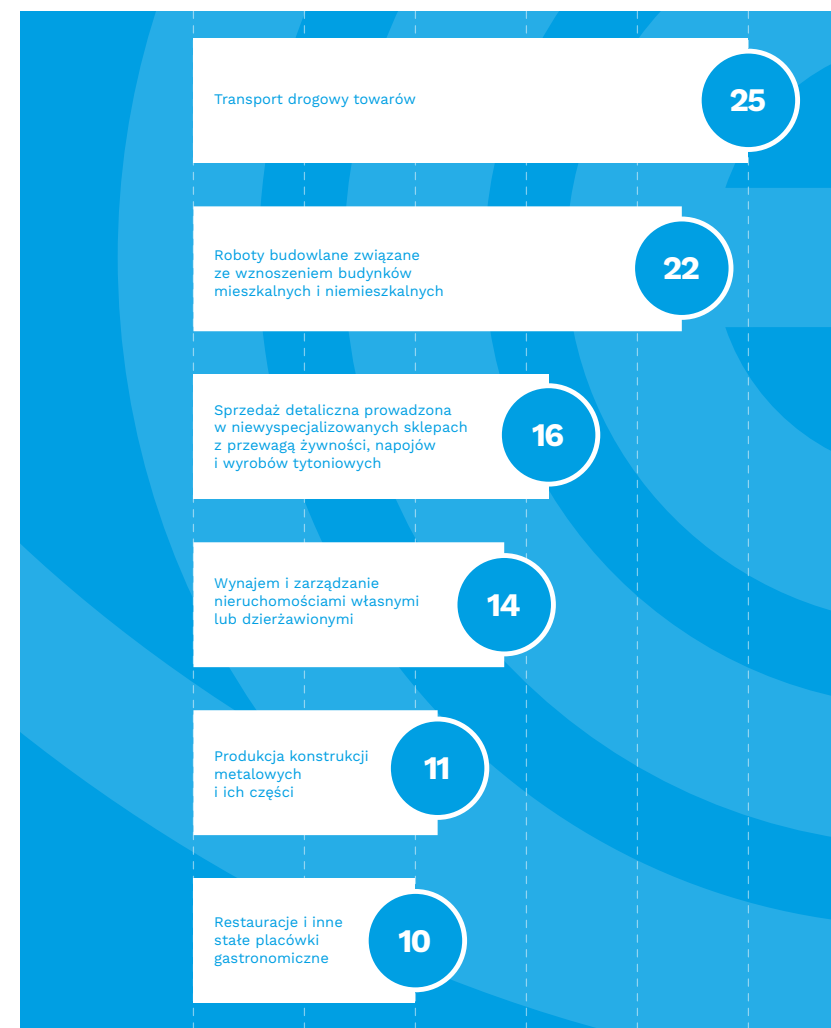 Transport drogowy towarów
25
Roboty budowlane związane
ze wznoszeniem budynków
mieszkalnych i niemieszkalnych
22
Sprzedaż detaliczna prowadzona
w niewyspecjalizowanych sklepach
z przewagą żywności, napojów
i wyrobów tytoniowych
16
Wynajem i zarządzanie
nieruchomościami własnymi
lub dzierżawionymi
14
Produkcja konstrukcji
metalowych
i ich części
11
Restauracje i inne
stałe placówki
gastronomiczne
10